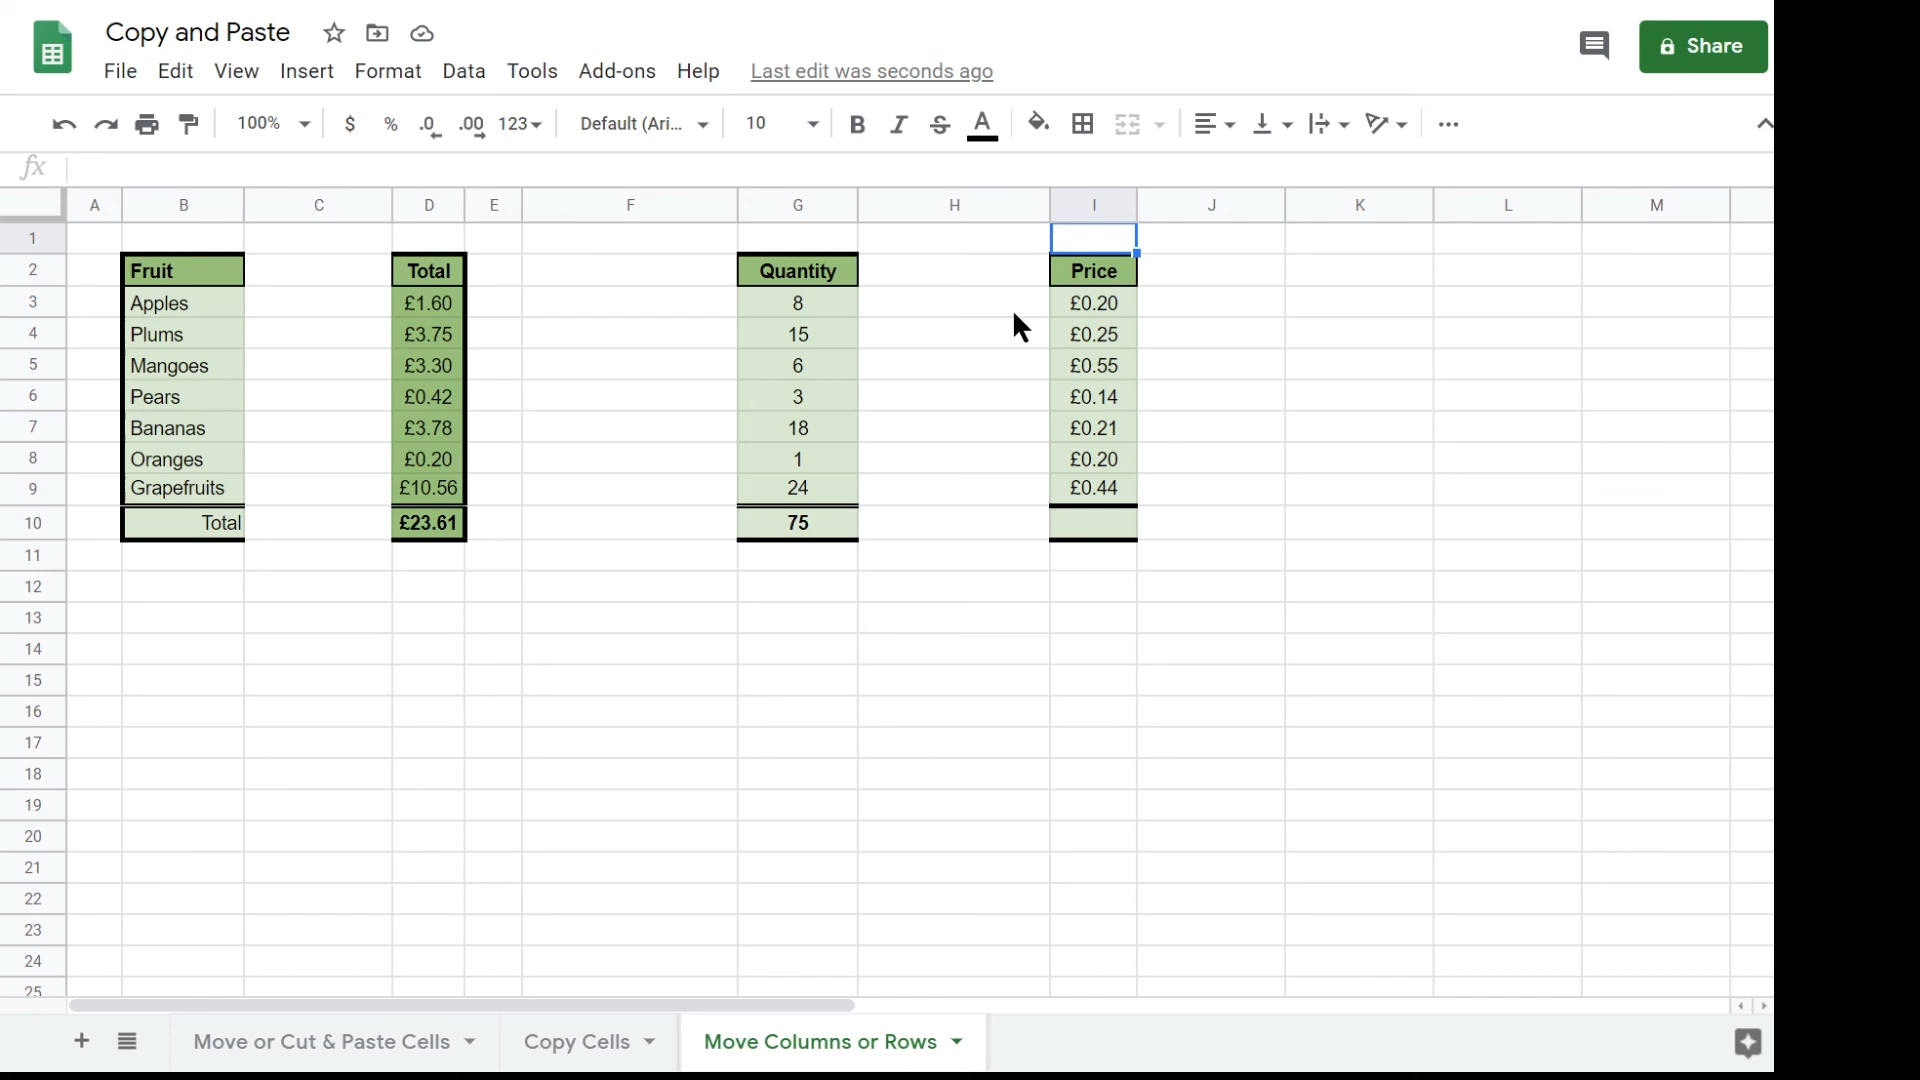 Copy and Paste
File Edit View Insert Format Data Tools Add-ons Help Last edit was seconds ago
Share
100% $ % .0 .00 123 Default (Ari... 10 B I S A
fx
A B C D E F G H I J K L M
1
2 Fruit Total Quantity Price
3 Apples £1.60 8 £0.20
4 Plums £3.75 15 £0.25
5 Mangoes £3.30 6 £0.55
6 Pears £0.42 3 £0.14
7 Bananas £3.78 18 £0.21
8 Oranges £0.20 1 £0.20
9 Grapefruits £10.56 24 £0.44
10 Total £23.61 75
11
12
13
14
15
16
17
18
19
20
21
22
23
24
25
Move or Cut & Paste Cells Copy Cells Move Columns or Rows